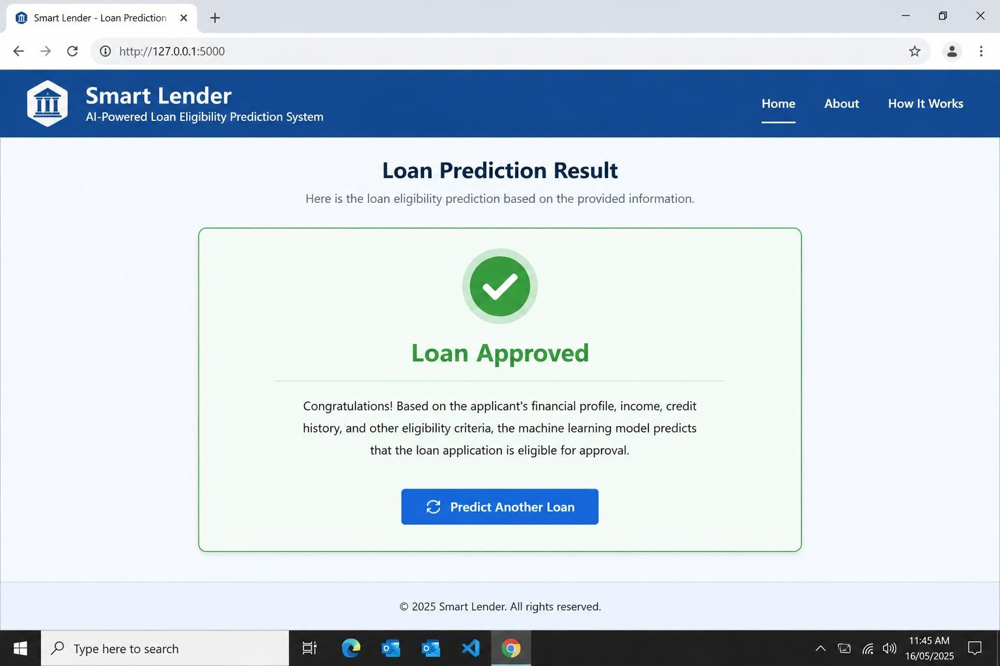 Smart Lender - Loan Prediction
http://127.0.0.1:5000
Smart Lender
AI-Powered Loan Eligibility Prediction System
Home
About
How It Works
Loan Prediction Result
Here is the loan eligibility prediction based on the provided information.
Loan Approved
Congratulations! Based on the applicant's financial profile, income, credit
history, and other eligibility criteria, the machine learning model predicts
that the loan application is eligible for approval.
Predict Another Loan
© 2025 Smart Lender. All rights reserved.
Type here to search
11:45 AM
16/05/2025